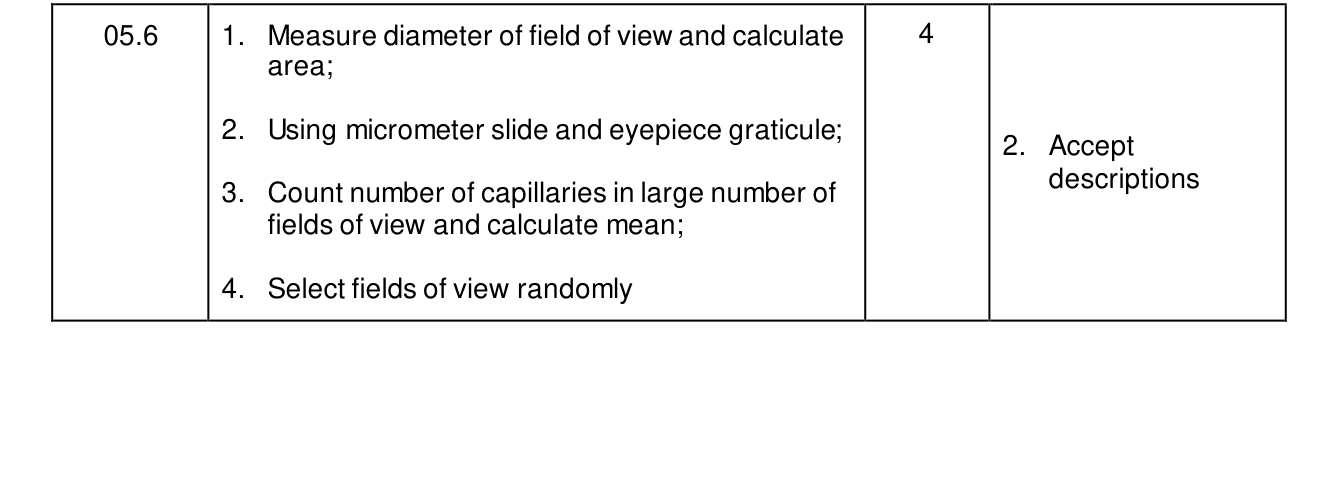 05.6
1. Measure diameter of field of view and calculate
area;
2. Using micrometer slide and eyepiece graticule;
3. Count number of capillaries in large number of
fields of view and calculate mean;
4. Select fields of view randomly
4
2. Accept
descriptions